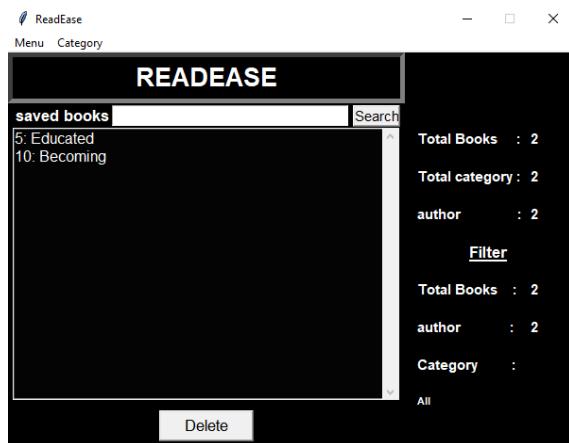 ReadEase
Menu Category
READEASE
saved books Search
5: Educated
10: Becoming
Delete
Total Books : 2
Total category : 2
author : 2
Filter
Total Books : 2
author : 2
Category :
All